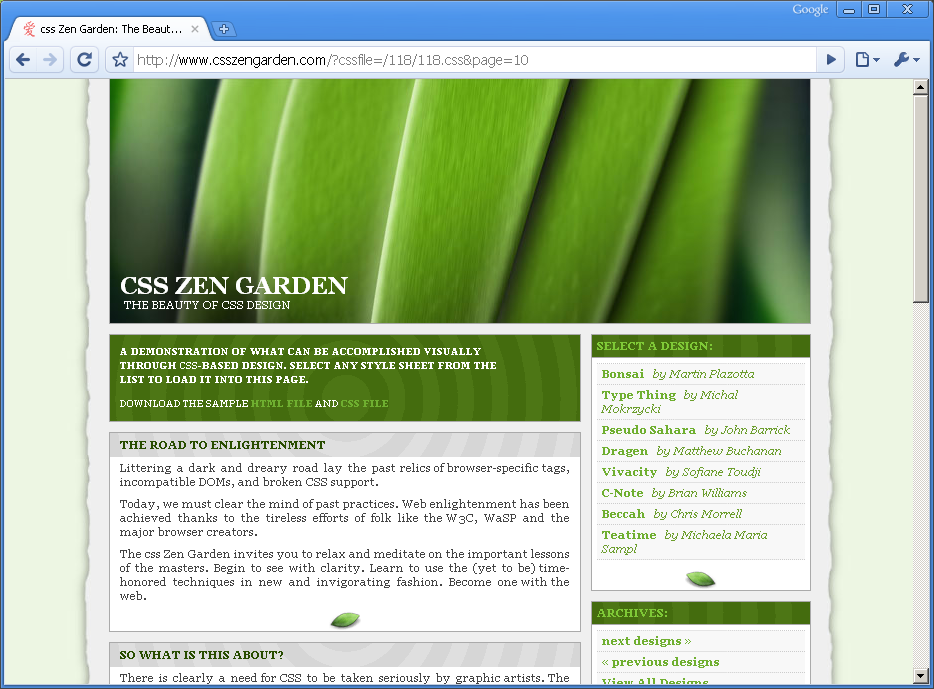 Google
css Zen Garden: The Beaut...
http://www.csszengarden.com/?cssfile=/118/118.css&page=10
CSS ZEN GARDEN
THE BEAUTY OF CSS DESIGN
A DEMONSTRATION OF WHAT CAN BE ACCOMPLISHED VISUALLY
THROUGH CSS-BASED DESIGN. SELECT ANY STYLE SHEET FROM THE
LIST TO LOAD IT INTO THIS PAGE.
DOWNLOAD THE SAMPLE HTML FILE AND CSS FILE
THE ROAD TO ENLIGHTENMENT
Littering a dark and dreary road lay the past relics of browser-specific tags,
incompatible DOMs, and broken CSS support.
Today, we must clear the mind of past practices. Web enlightenment has been
achieved thanks to the tireless efforts of folk like the W3C, WaSP and the
major browser creators.
The css Zen Garden invites you to relax and meditate on the important lessons
of the masters. Begin to see with clarity. Learn to use the (yet to be) time-
honored techniques in new and invigorating fashion. Become one with the
web.
SO WHAT IS THIS ABOUT?
There is clearly a need for CSS to be taken seriously by graphic artists. The
SELECT A DESIGN:
Bonsai by Martin Plazotta
Type Thing by Michal
Mokrzycki
Pseudo Sahara by John Barrick
Dragen by Matthew Buchanan
Vivacity by Sofiane Toudji
C-Note by Brian Williams
Beccah by Chris Morrell
Teatime by Michaela Maria
Sampl
ARCHIVES:
next designs »
« previous designs
View All Designs